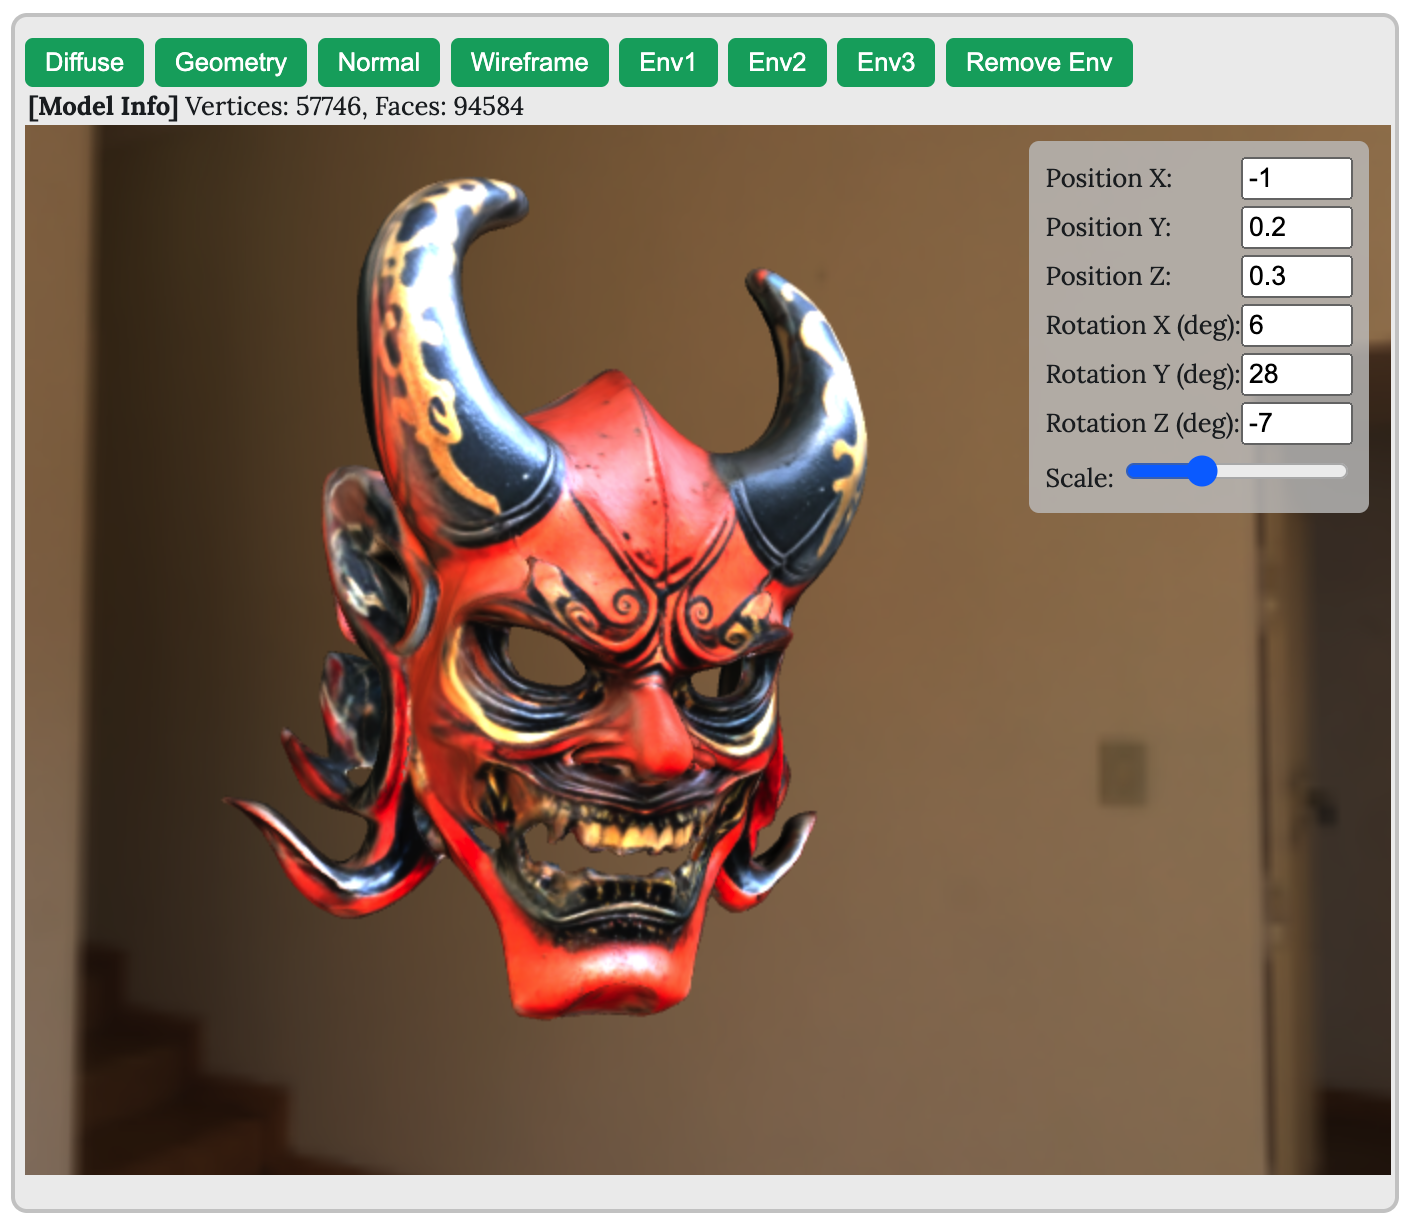 Diffuse Geometry Normal Wireframe Env1 Env2 Env3 Remove Env
[Model Info] Vertices: 57746, Faces: 94584
Position X: -1
Position Y: 0.2
Position Z: 0.3
Rotation X (deg): 6
Rotation Y (deg): 28
Rotation Z (deg): -7
Scale: